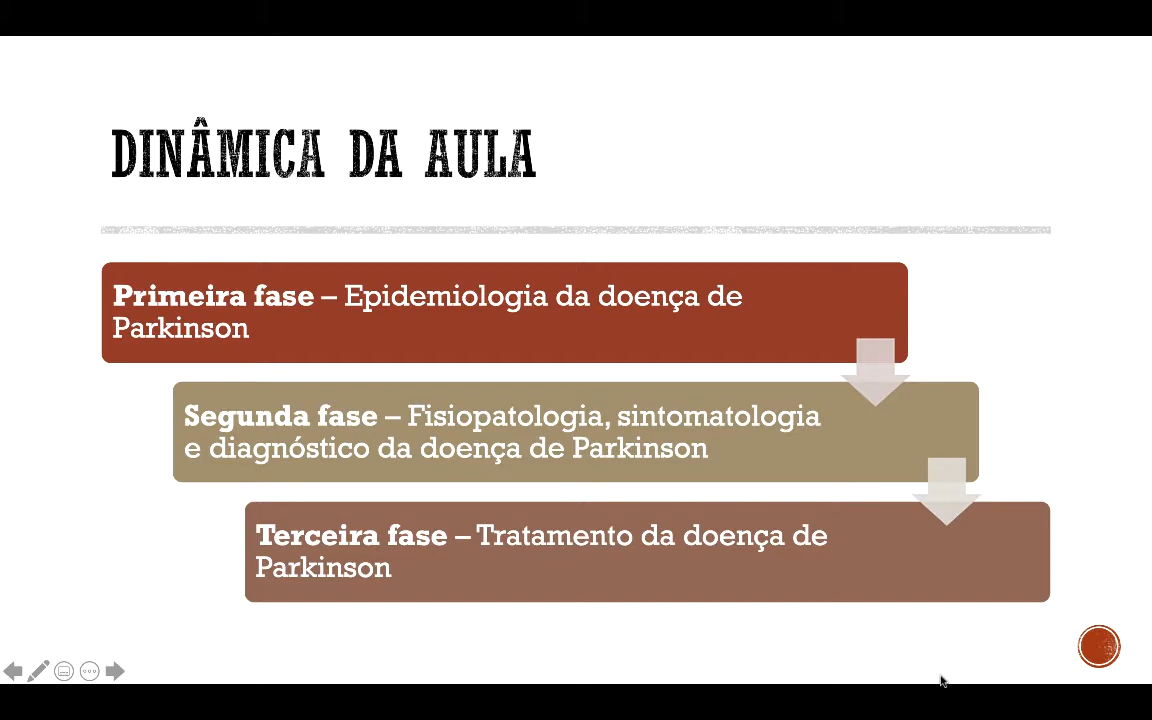 DINÂMICA DA AULA
Primeira fase – Epidemiologia da doença de
Parkinson
Segunda fase – Fisiopatologia, sintomatologia
e diagnóstico da doença de Parkinson
Terceira fase – Tratamento da doença de
Parkinson